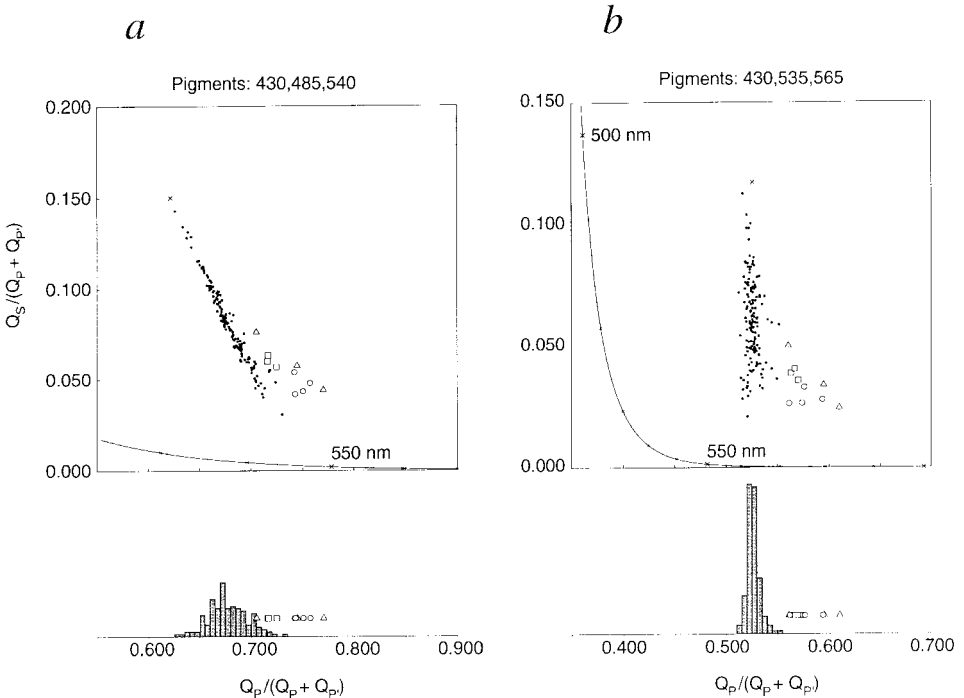 a
Pigments: 430,485,540
0.200
0.150
0.100
0.050
0.000
Q_S/(Q_P + Q_P')
550 nm
0.600
0.700
0.800
0.900
Q_P/(Q_P + Q_P')
b
Pigments: 430,535,565
0.150
0.100
0.050
0.000
500 nm
550 nm
0.400
0.500
0.600
0.700
Q_P/(Q_P + Q_P')